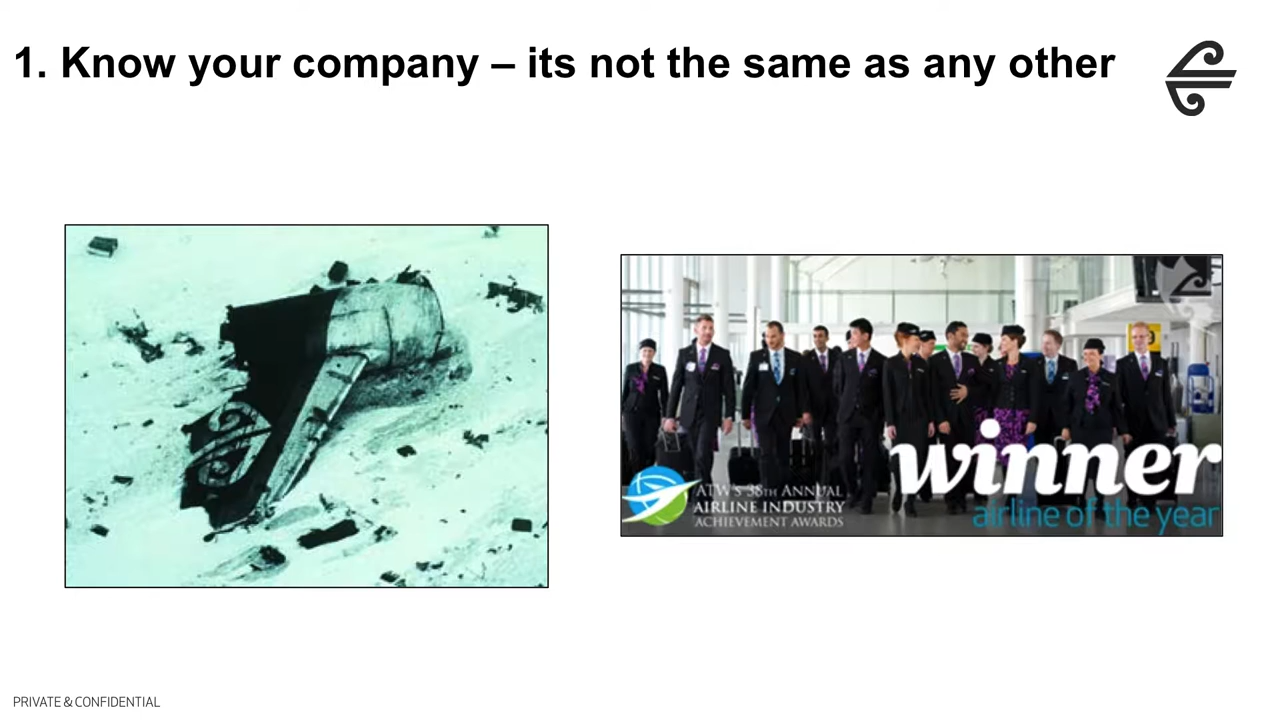 1. Know your company – its not the same as any other
winner
airline of the year
ATW's 38TH ANNUAL
AIRLINE INDUSTRY
ACHIEVEMENT AWARDS
PRIVATE & CONFIDENTIAL